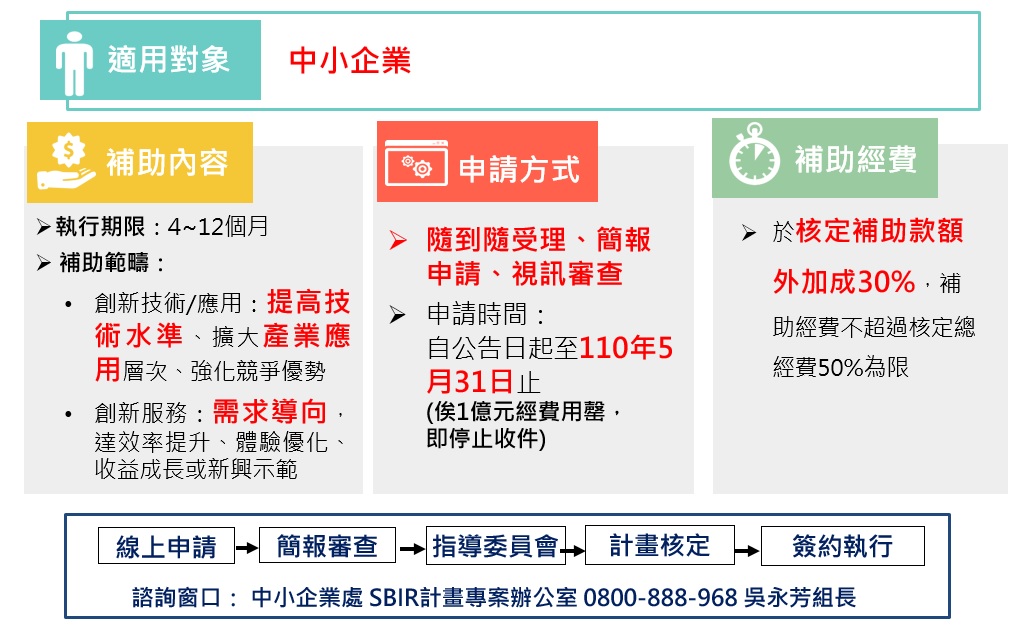 適用對象
中小企業
補助內容
➢執行期限：4~12個月
➢ 補助範疇：
• 創新技術/應用：提高技
術水準、擴大產業應
用層次、強化競爭優勢
• 創新服務：需求導向，
達效率提升、體驗優化、
收益成長或新興示範
申請方式
➢ 隨到隨受理、簡報
申請、視訊審查
➢ 申請時間：
自公告日起至110年5
月31日止
(俟1億元經費用罄，
即停止收件)
補助經費
➢ 於核定補助款額
外加成30%，補
助經費不超過核定總
經費50%為限
線上申請
簡報審查
指導委員會
計畫核定
簽約執行
諮詢窗口： 中小企業處 SBIR計畫專案辦公室 0800-888-968 吳永芳組長